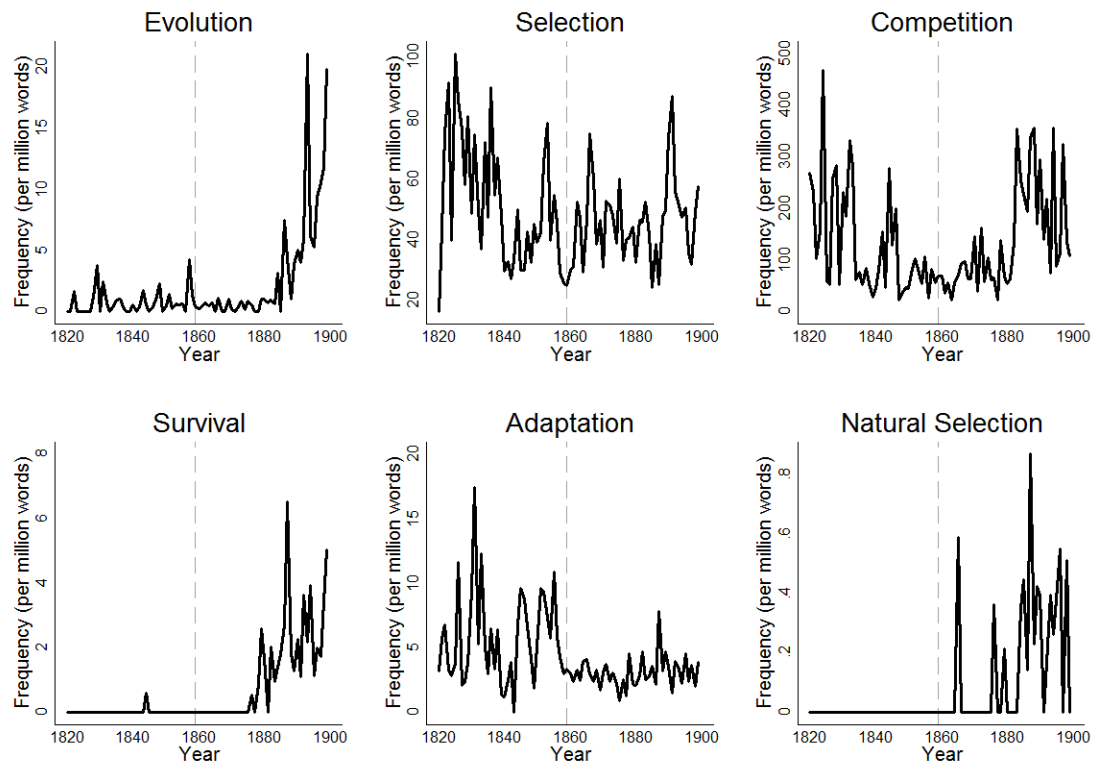 Evolution
Frequency (per million words)
0 5 10 15 20
1820 1840 1860 1880 1900
Year
Selection
Frequency (per million words)
20 40 60 80 100
1820 1840 1860 1880 1900
Year
Competition
Frequency (per million words)
0 100 200 300 400 500
1820 1840 1860 1880 1900
Year
Survival
Frequency (per million words)
0 2 4 6 8
1820 1840 1860 1880 1900
Year
Adaptation
Frequency (per million words)
0 5 10 15 20
1820 1840 1860 1880 1900
Year
Natural Selection
Frequency (per million words)
0 .2 .4 .6 .8
1820 1840 1860 1880 1900
Year